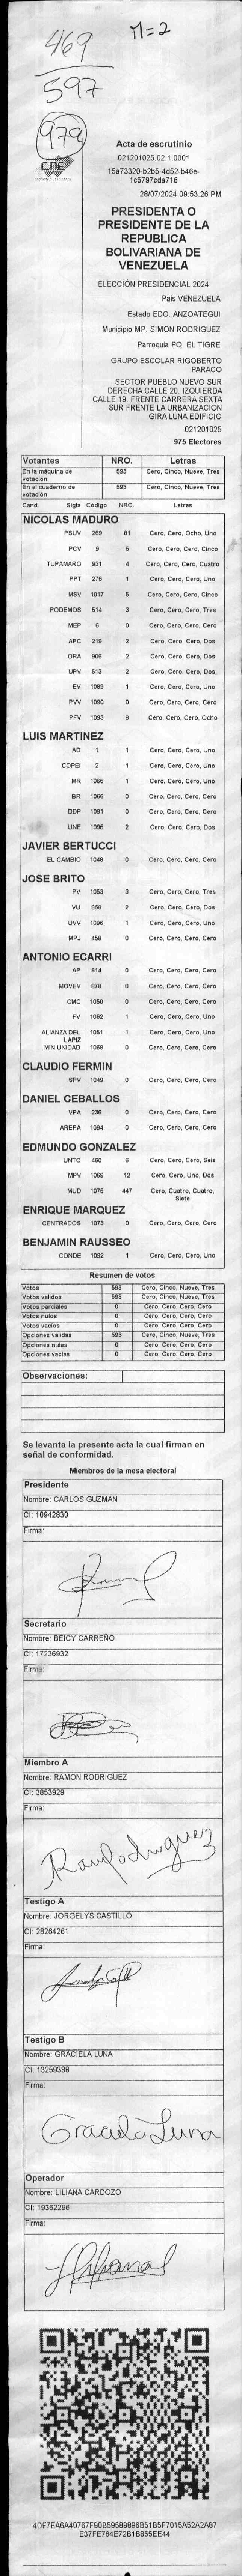 469
M=2
597
979
CNE
Acta de escrutinio
021201025.02.1.0001
15a73320-b2b5-4d52-b46e-
1c5797cda716
28/07/2024 09:53:26 PM
PRESIDENTA O
PRESIDENTE DE LA
REPUBLICA
BOLIVARIANA DE
VENEZUELA
ELECCIÓN PRESIDENCIAL 2024
Pais VENEZUELA
Estado EDO. ANZOATEGUI
Municipio MP. SIMON RODRIGUEZ
Parroquia PQ. EL TIGRE
GRUPO ESCOLAR RIGOBERTO
PARACO
SECTOR PUEBLO NUEVO SUR
DERECHA CALLE 20. IZQUIERDA
CALLE 19. FRENTE CARRERA SEXTA
SUR FRENTE LA URBANIZACION
GIRA LUNA EDIFICIO
021201025
975 Electores
Votantes NRO. Letras
En la máquina de votación 593 Cero, Cinco, Nueve, Tres
En el cuaderno de votación 593 Cero, Cinco, Nueve, Tres
Cand. Sigla Código NRO. Letras
NICOLAS MADURO
PSUV 269 81 Cero, Cero, Ocho, Uno
PCV 9 5 Cero, Cero, Cero, Cinco
TUPAMARO 931 4 Cero, Cero, Cero, Cuatro
PPT 276 1 Cero, Cero, Cero, Uno
MSV 1017 5 Cero, Cero, Cero, Cinco
PODEMOS 514 3 Cero, Cero, Cero, Tres
MEP 6 0 Cero, Cero, Cero, Cero
APC 219 2 Cero, Cero, Cero, Dos
ORA 906 2 Cero, Cero, Cero, Dos
UPV 513 2 Cero, Cero, Cero, Dos
EV 1089 1 Cero, Cero, Cero, Uno
PVV 1090 0 Cero, Cero, Cero, Cero
PFV 1093 8 Cero, Cero, Cero, Ocho
LUIS MARTINEZ
AD 1 1 Cero, Cero, Cero, Uno
COPEI 2 1 Cero, Cero, Cero, Uno
MR 1065 1 Cero, Cero, Cero, Uno
BR 1066 0 Cero, Cero, Cero, Cero
DDP 1091 0 Cero, Cero, Cero, Cero
UNE 1095 2 Cero, Cero, Cero, Dos
JAVIER BERTUCCI
EL CAMBIO 1048 0 Cero, Cero, Cero, Cero
JOSE BRITO
PV 1053 3 Cero, Cero, Cero, Tres
VU 868 2 Cero, Cero, Cero, Dos
UVV 1096 1 Cero, Cero, Cero, Uno
MPJ 458 0 Cero, Cero, Cero, Cero
ANTONIO ECARRI
AP 614 0 Cero, Cero, Cero, Cero
MOVEV 878 0 Cero, Cero, Cero, Cero
CMC 1050 0 Cero, Cero, Cero, Cero
FV 1062 1 Cero, Cero, Cero, Uno
ALIANZA DEL LAPIZ 1051 1 Cero, Cero, Cero, Uno
MIN UNIDAD 1068 0 Cero, Cero, Cero, Cero
CLAUDIO FERMIN
SPV 1049 0 Cero, Cero, Cero, Cero
DANIEL CEBALLOS
VPA 236 0 Cero, Cero, Cero, Cero
AREPA 1094 0 Cero, Cero, Cero, Cero
EDMUNDO GONZALEZ
UNTC 460 6 Cero, Cero, Cero, Seis
MPV 1069 12 Cero, Cero, Uno, Dos
MUD 1075 447 Cero, Cuatro, Cuatro,
Siete
ENRIQUE MARQUEZ
CENTRADOS 1073 0 Cero, Cero, Cero, Cero
BENJAMIN RAUSSEO
CONDE 1092 1 Cero, Cero, Cero, Uno
Resumen de votos
Votos 593 Cero, Cinco, Nueve, Tres
Votos validos 593 Cero, Cinco, Nueve, Tres
Votos parciales 0 Cero, Cero, Cero, Cero
Votos nulos 0 Cero, Cero, Cero, Cero
Votos vacios 0 Cero, Cero, Cero, Cero
Opciones validas 593 Cero, Cinco, Nueve, Tres
Opciones nulas 0 Cero, Cero, Cero, Cero
Opciones vacias 0 Cero, Cero, Cero, Cero
Observaciones:
Se levanta la presente acta la cual firman en
señal de conformidad.
Miembros de la mesa electoral
Presidente
Nombre: CARLOS GUZMAN
CI: 10942830
Firma:
Secretario
Nombre: BEICY CARREÑO
CI: 17236932
Firma:
Miembro A
Nombre: RAMON RODRIGUEZ
CI: 3853929
Firma:
Testigo A
Nombre: JORGELYS CASTILLO
CI: 28264261
Firma:
Testigo B
Nombre: GRACIELA LUNA
CI: 13259388
Firma:
Graciela Luna
Operador
Nombre: LILIANA CARDOZO
CI: 19362296
Firma:
4DF7EA6A40767F90B59589896B51B5F7015A52A2A87
E37FE764E72B1B855EE44